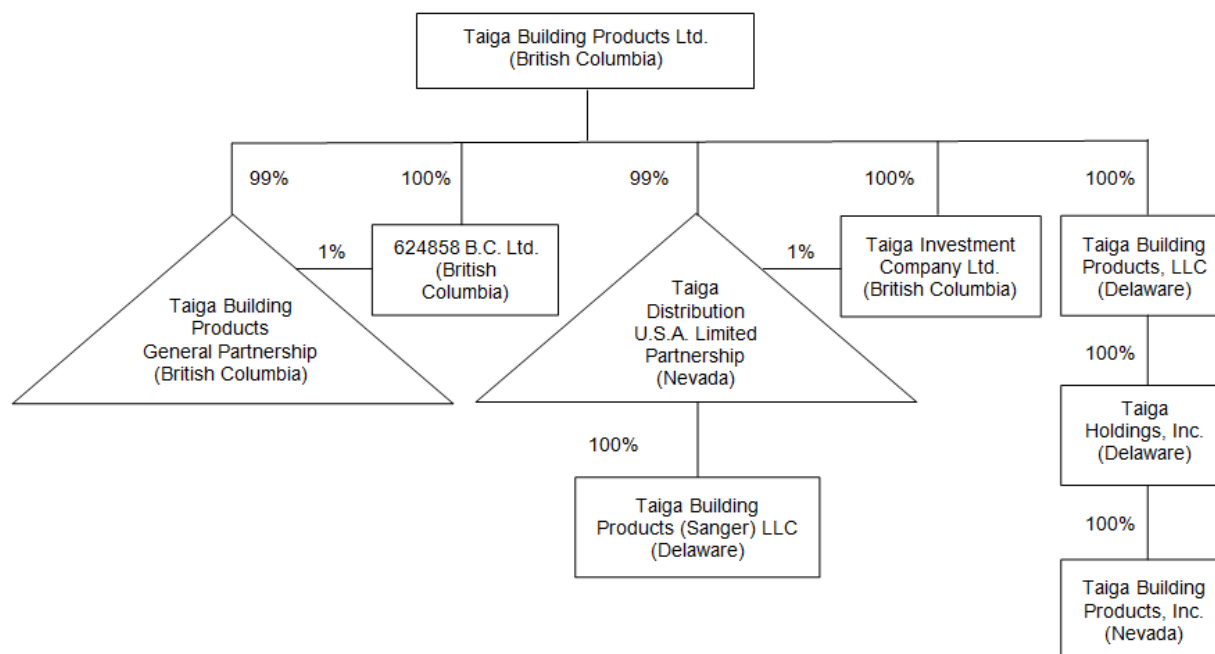 Taiga Building Products Ltd.
(British Columbia)
99%
100%
99%
100%
100%
1%
624858 B.C. Ltd.
(British
Columbia)
1%
Taiga Investment
Company Ltd.
(British Columbia)
Taiga Building
Products, LLC
(Delaware)
Taiga Building
Products
General Partnership
(British Columbia)
Taiga
Distribution
U.S.A. Limited
Partnership
(Nevada)
100%
Taiga
Holdings, Inc.
(Delaware)
100%
Taiga Building
Products (Sanger) LLC
(Delaware)
100%
Taiga Building
Products, Inc.
(Nevada)